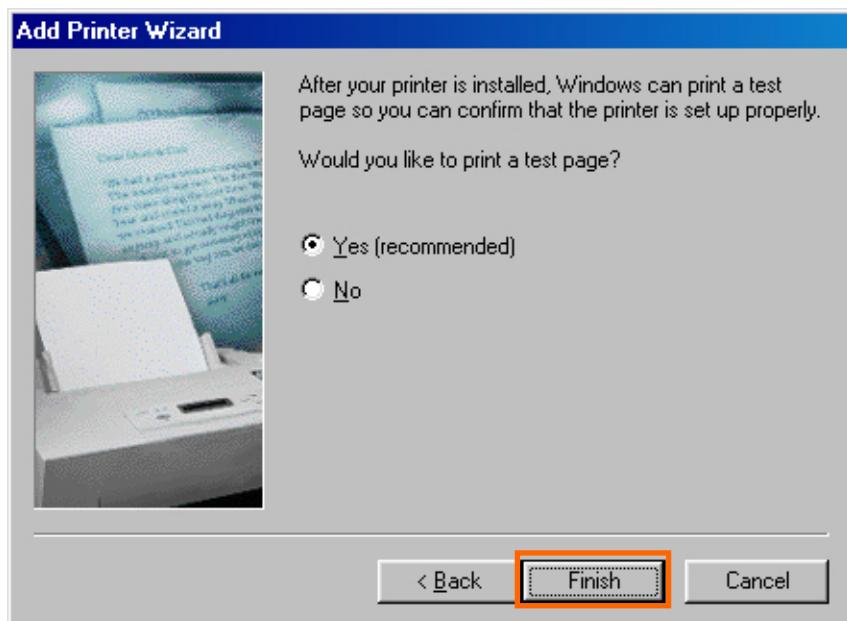 Add Printer Wizard
After your printer is installed, Windows can print a test
page so you can confirm that the printer is set up properly.
Would you like to print a test page?
Yes (recommended)
No
< Back
Finish
Cancel